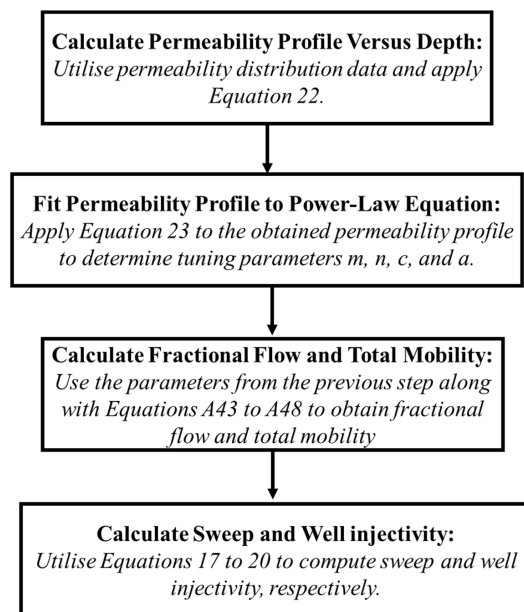 Calculate Permeability Profile Versus Depth:
Utilise permeability distribution data and apply
Equation 22.
Fit Permeability Profile to Power-Law Equation:
Apply Equation 23 to the obtained permeability profile
to determine tuning parameters m, n, c, and a.
Calculate Fractional Flow and Total Mobility:
Use the parameters from the previous step along
with Equations A43 to A48 to obtain fractional
flow and total mobility
Calculate Sweep and Well injectivity:
Utilise Equations 17 to 20 to compute sweep and well
injectivity, respectively.